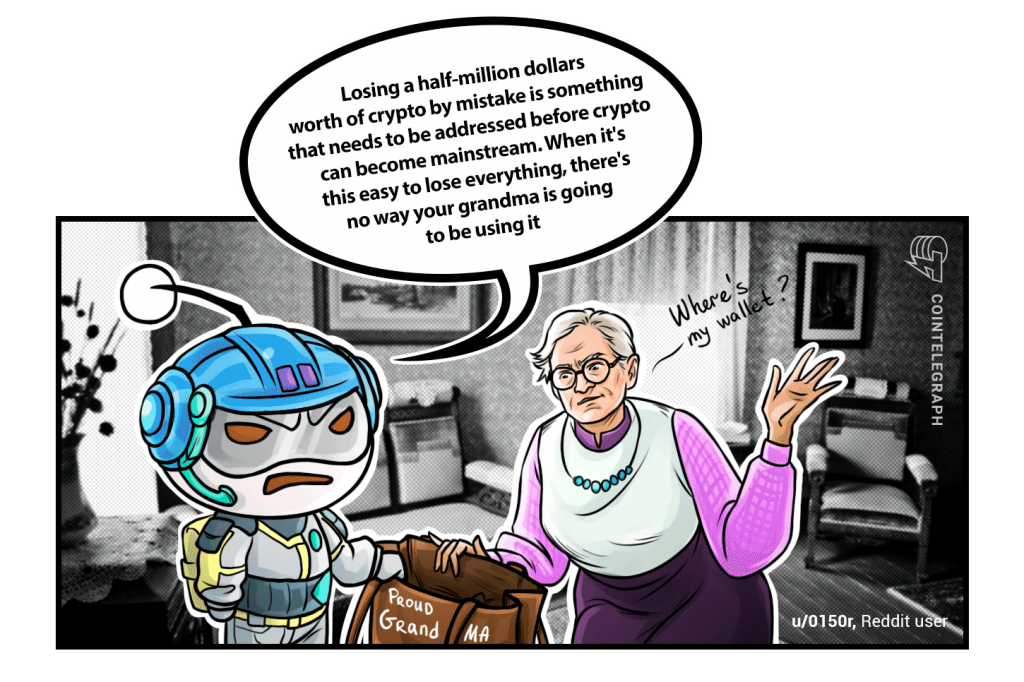 Losing a half-million dollars
worth of crypto by mistake is something
that needs to be addressed before crypto
can become mainstream. When it's
this easy to lose everything, there's
no way your grandma is going
to be using it
Where's
my wallet?
COINTELEGRAPH
PROUD
Grand MA
u/0150r, Reddit user